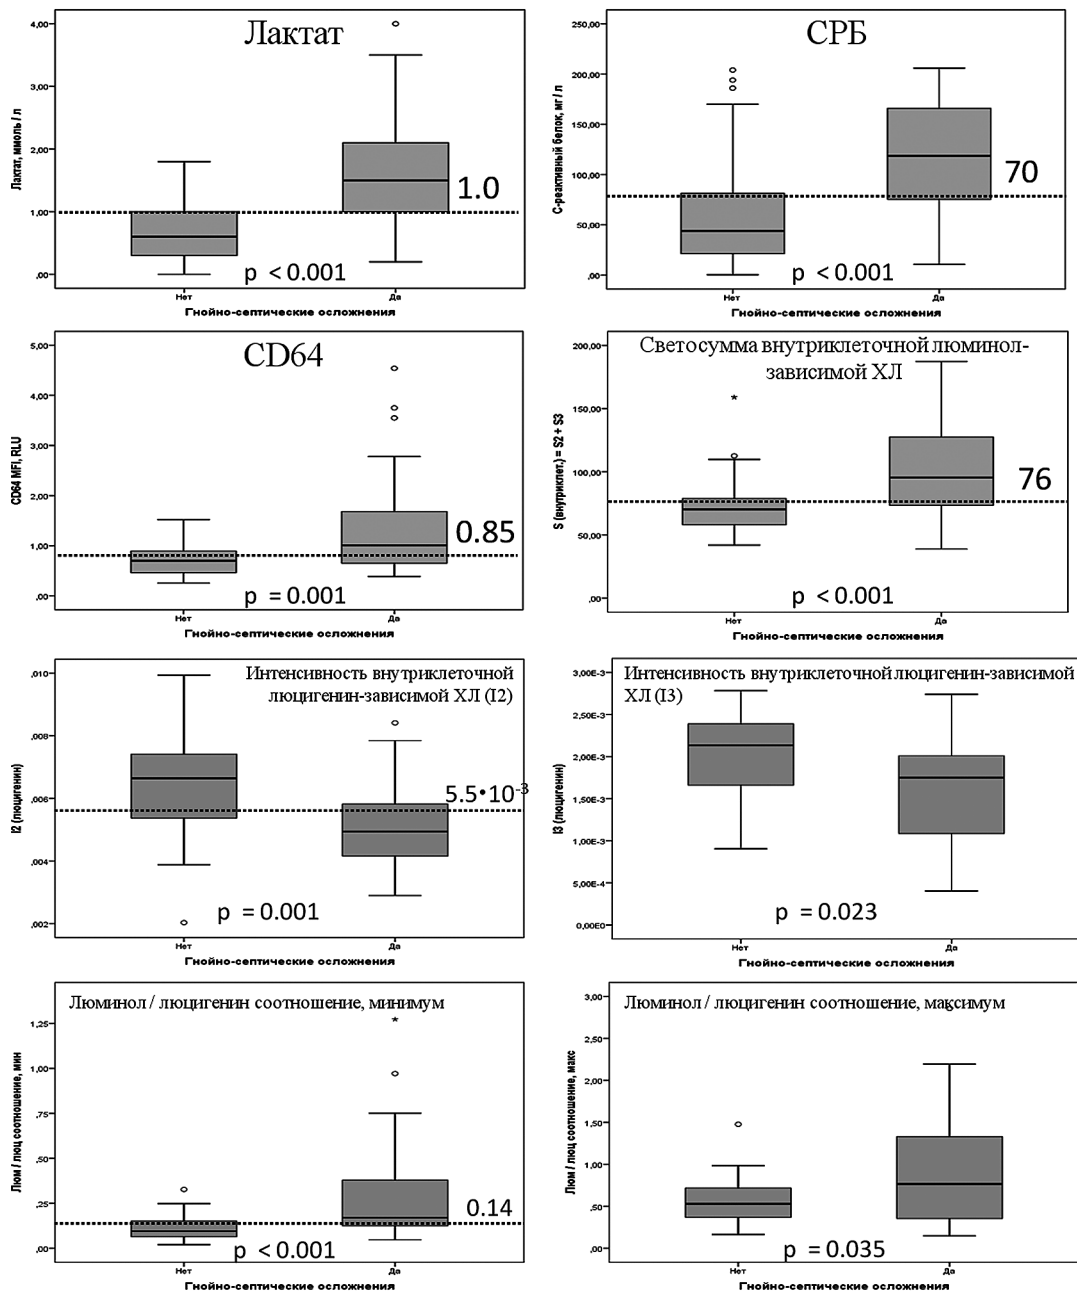 Лактат
Лактат, ммоль / л
4,00
3,00
2,00
1,00
,00
1.0
p < 0.001
Нет
Да
Гнойно-септические осложнения
СРБ
С-реактивный белок, мг / л
250,00
200,00
150,00
100,00
50,00
,00
70
p < 0.001
Нет
Да
Гнойно-септические осложнения
CD64
CD64 MFI, RLU
5,00
4,00
3,00
2,00
1,00
,00
0.85
p = 0.001
Нет
Да
Гнойно-септические осложнения
Светосумма внутриклеточной люминол-
зависимой ХЛ
S (внутриклет.) = S2 + S3
200,00
150,00
100,00
50,00
,00
76
p < 0.001
Нет
Да
Гнойно-септические осложнения
Интенсивность внутриклеточной
люцигенин-зависимой ХЛ (I2)
I2 (люцигенин)
,010
,008
,006
,004
,002
5.5•10⁻³
p = 0.001
Нет
Да
Гнойно-септические осложнения
Интенсивность внутриклеточной люцигенин-зависимой
ХЛ (I3)
I3 (люцигенин)
3,00E-3
2,50E-3
2,00E-3
1,50E-3
1,00E-3
5,00E-4
0,00E0
p = 0.023
Нет
Да
Гнойно-септические осложнения
Люминол / люцигенин соотношение, минимум
Люм / люц соотношение, мин
1,25
1,00
,75
,50
,25
,00
0.14
p < 0.001
Нет
Да
Гнойно-септические осложнения
Люминол / люцигенин соотношение, максимум
Люм / люц соотношение, макс
3,00
2,50
2,00
1,50
1,00
,50
,00
p = 0.035
Нет
Да
Гнойно-септические осложнения